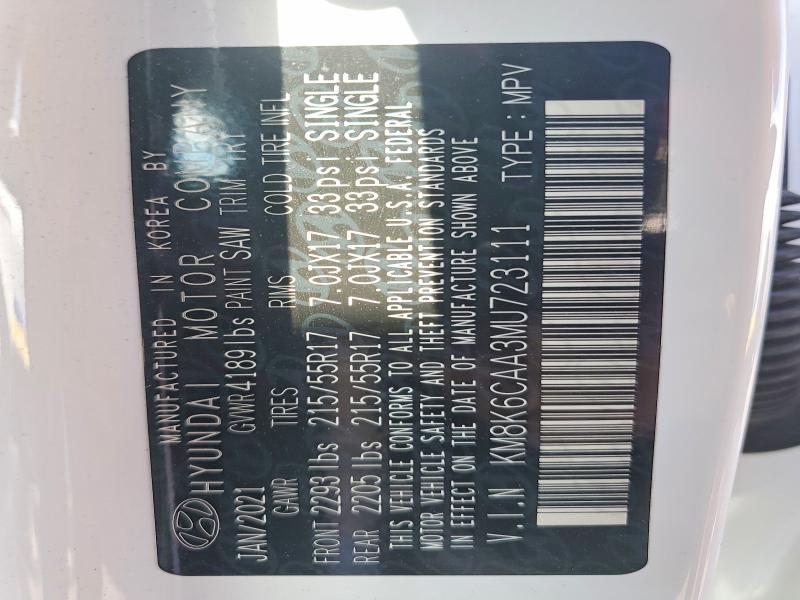 MANUFACTURED IN KOREA BY
HYUNDAI MOTOR COMPANY
JAN/2021 GVWR4189lbs PAINT SAW TRIM TRY
GAWR TIRES RIMS COLD TIRE INFL
FRONT 2293lbs 215/55R17 7.0JX17 33psi SINGLE
REAR 2205lbs 215/55R17 7.0JX17 33psi SINGLE
THIS VEHICLE CONFORMS TO ALL APPLICABLE U.S.A. FEDERAL
MOTOR VEHICLE SAFETY AND THEFT PREVENTION STANDARDS
IN EFFECT ON THE DATE OF MANUFACTURE SHOWN ABOVE
V.I.N KM8K6CAA3MU723111 TYPE : MPV